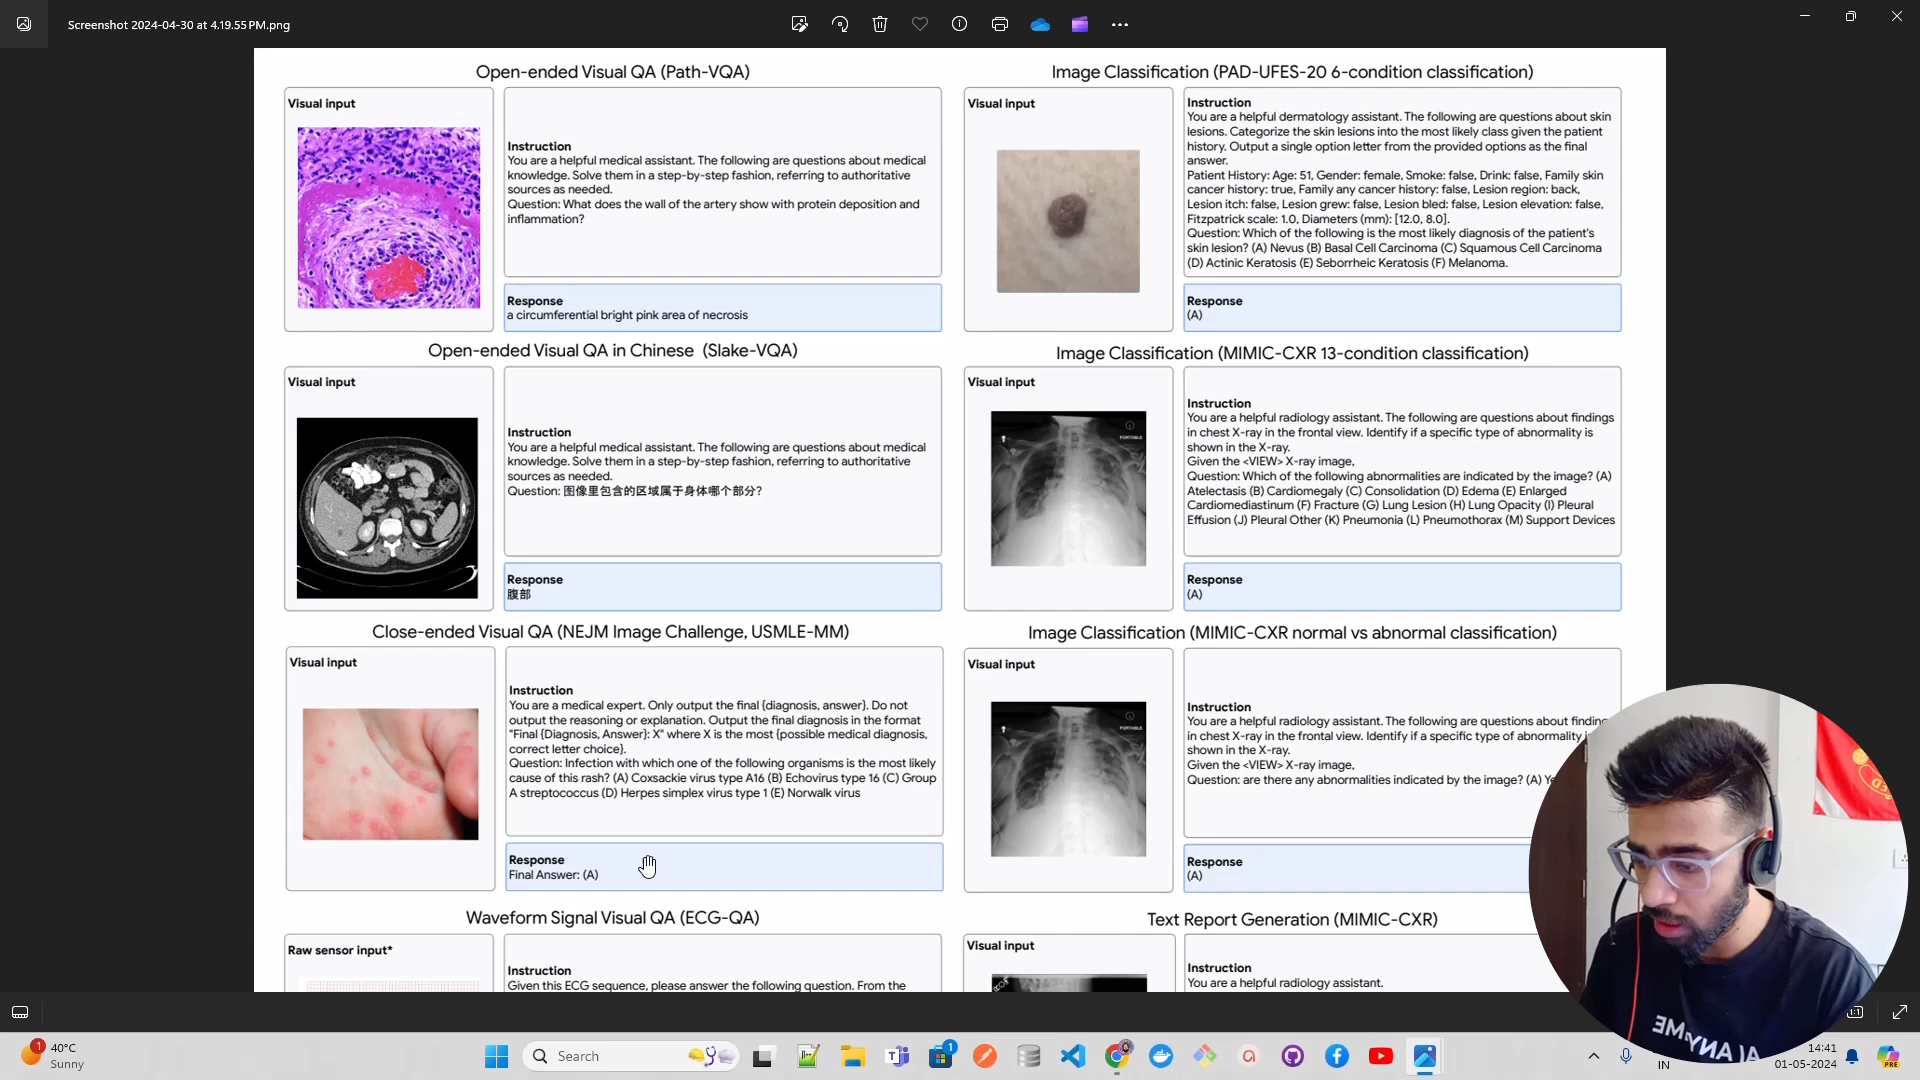 Screenshot 2024-04-30 at 4.19.55 PM.png
Open-ended Visual QA (Path-VQA)
Visual input
Instruction
You are a helpful medical assistant. The following are questions about medical
knowledge. Solve them in a step-by-step fashion, referring to authoritative
sources as needed.
Question: What does the wall of the artery show with protein deposition and
inflammation?
Response
a circumferential bright pink area of necrosis
Image Classification (PAD-UFES-20 6-condition classification)
Visual input
Instruction
You are a helpful dermatology assistant. The following are questions about skin
lesions. Categorize the skin lesions into the most likely class given the patient
history. Output a single option letter from the provided options as the final
answer.
Patient History: Age: 51, Gender: female, Smoke: false, Drink: false, Family skin
cancer history: true, Family any cancer history: false, Lesion region: back,
Lesion itch: false, Lesion grew: false, Lesion bled: false, Lesion elevation: false,
Fitzpatrick scale: 1.0, Diameters (mm): [12.0, 8.0].
Question: Which of the following is the most likely diagnosis of the patient's
skin lesion? (A) Nevus (B) Basal Cell Carcinoma (C) Squamous Cell Carcinoma
(D) Actinic Keratosis (E) Seborrheic Keratosis (F) Melanoma.
Response
(A)
Open-ended Visual QA in Chinese (Slake-VQA)
Visual input
Instruction
You are a helpful medical assistant. The following are questions about medical
knowledge. Solve them in a step-by-step fashion, referring to authoritative
sources as needed.
Question: 图像里包含的区域属于身体哪个部分?
Response
腹部
Image Classification (MIMIC-CXR 13-condition classification)
Visual input
PORTABLE
Instruction
You are a helpful radiology assistant. The following are questions about findings
in chest X-ray in the frontal view. Identify if a specific type of abnormality is
shown in the X-ray.
Given the <VIEW> X-ray image,
Question: Which of the following abnormalities are indicated by the image? (A)
Atelectasis (B) Cardiomegaly (C) Consolidation (D) Edema (E) Enlarged
Cardiomediastinum (F) Fracture (G) Lung Lesion (H) Lung Opacity (I) Pleural
Effusion (J) Pleural Other (K) Pneumonia (L) Pneumothorax (M) Support Devices
Response
(A)
Close-ended Visual QA (NEJM Image Challenge, USMLE-MM)
Visual input
Instruction
You are a medical expert. Only output the final {diagnosis, answer}. Do not
output the reasoning or explanation. Output the final diagnosis in the format
"Final {Diagnosis, Answer}: X" where X is the most {possible medical diagnosis,
correct letter choice}.
Question: Infection with which one of the following organisms is the most likely
cause of this rash? (A) Coxsackie virus type A16 (B) Echovirus type 16 (C) Group
A streptococcus (D) Herpes simplex virus type 1 (E) Norwalk virus
Response
Final Answer: (A)
Image Classification (MIMIC-CXR normal vs abnormal classification)
Visual input
PORTABLE
Instruction
You are a helpful radiology assistant. The following are questions about finding
in chest X-ray in the frontal view. Identify if a specific type of abnormality
shown in the X-ray.
Given the <VIEW> X-ray image,
Question: are there any abnormalities indicated by the image? (A)
Response
(A)
Waveform Signal Visual QA (ECG-QA)
Raw sensor input*
Instruction
Given this ECG sequence, please answer the following question. From the
Text Report Generation (MIMIC-CXR)
Visual input
Instruction
You are a helpful radiology assistant.
1
40°C
Sunny
Search
1
IN
14:41
01-05-2024
PRE